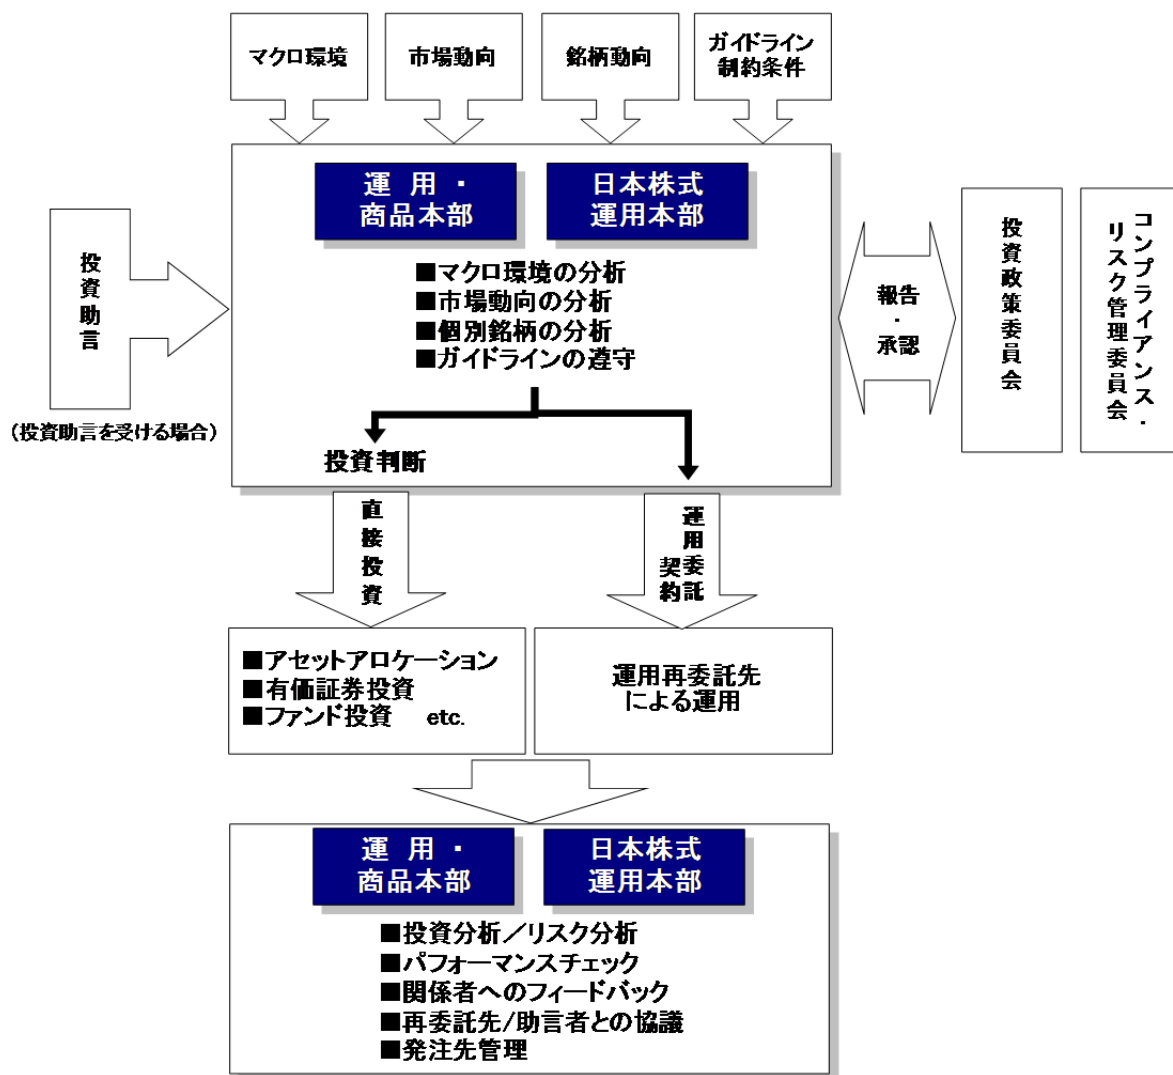 マクロ環境
市場動向
銘柄動向
ガイドライン
制約条件
運 用 ・
商品本部
日本株式
運用本部
投資助言
(投資助言を受ける場合)
■マクロ環境の分析
■市場動向の分析
■個別銘柄の分析
■ガイドラインの遵守
報告
・
承認
投資政策委員会
コンプライアンス・
リスク管理委員会
投資判断
直接投資
運用委託
契約
■アセットアロケーション
■有価証券投資
■ファンド投資 etc.
運用再委託先
による運用
運 用 ・
商品本部
日本株式
運用本部
■投資分析／リスク分析
■パフォーマンスチェック
■関係者へのフィードバック
■再委託先/助言者との協議
■発注先管理